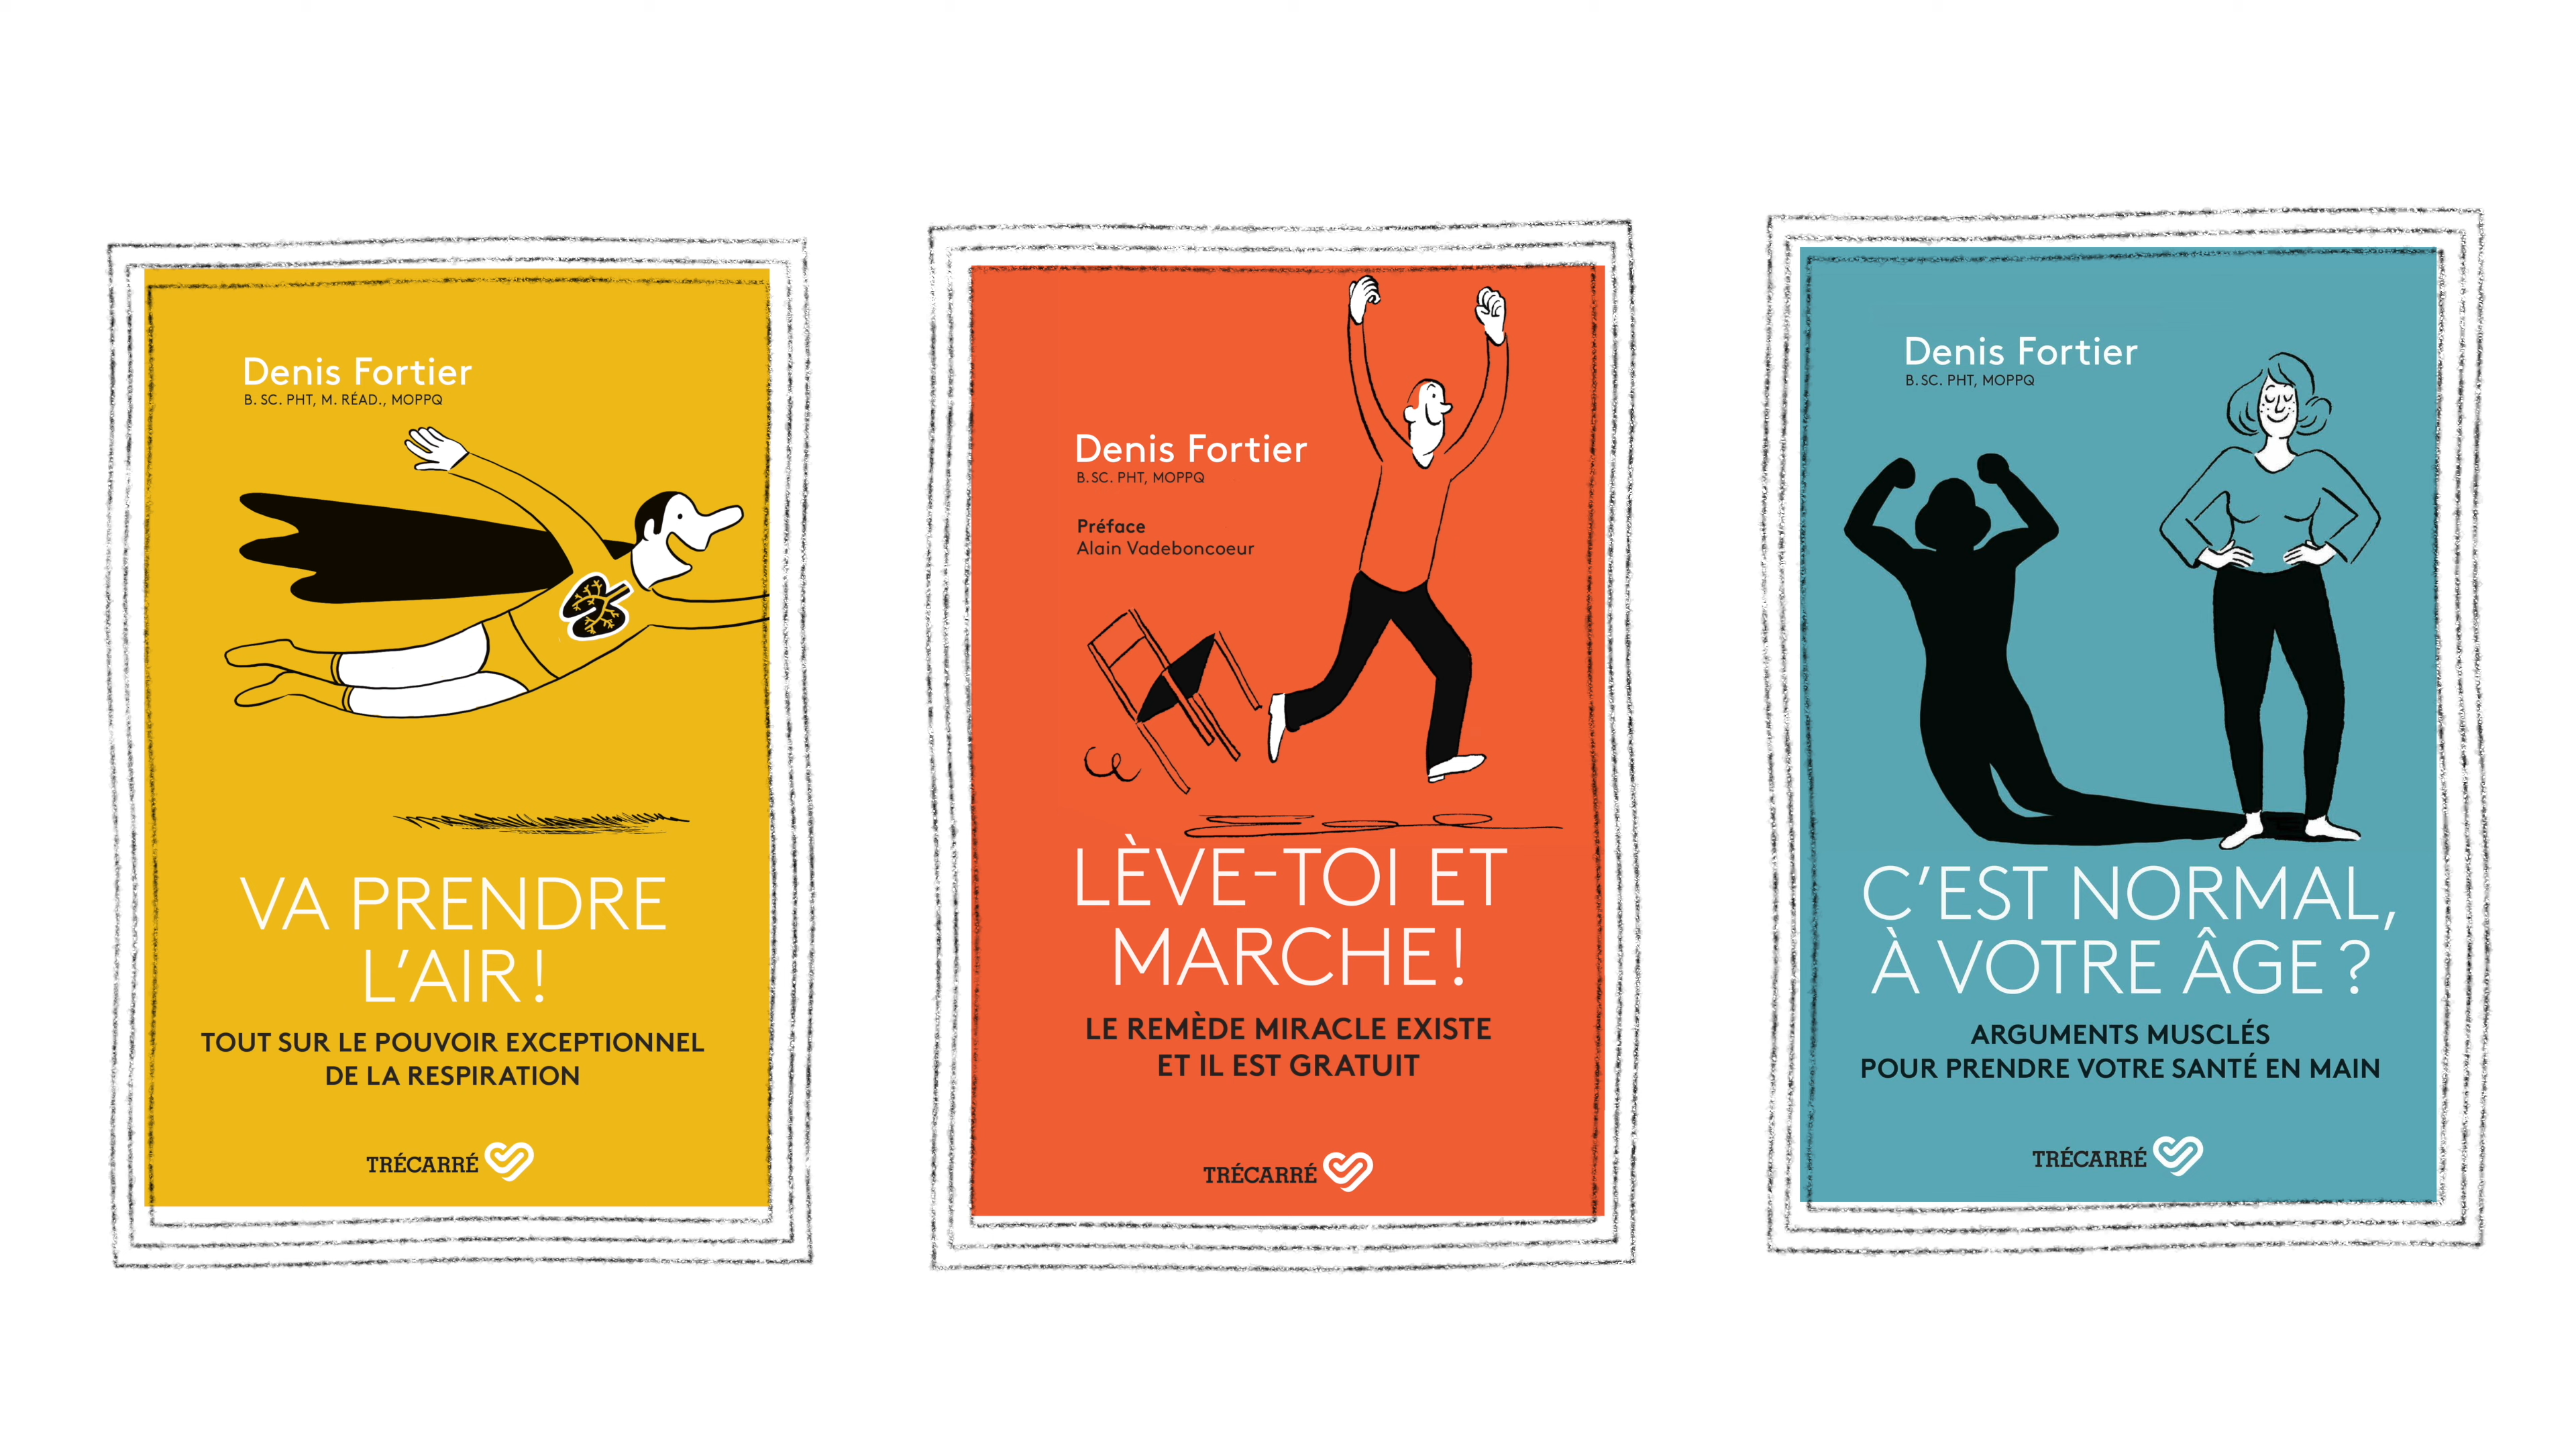 Denis Fortier
B. SC. PHT, M. RÉAD., MOPPQ
VA PRENDRE
L'AIR !
TOUT SUR LE POUVOIR EXCEPTIONNEL
DE LA RESPIRATION
TRÉCARRÉ
Denis Fortier
B. SC. PHT, MOPPQ
Préface
Alain Vadeboncoeur
LÈVE-TOI ET
MARCHE !
LE REMÈDE MIRACLE EXISTE
ET IL EST GRATUIT
TRÉCARRÉ
Denis Fortier
B. SC. PHT, MOPPQ
C'EST NORMAL,
À VOTRE ÂGE ?
ARGUMENTS MUSCLÉS
POUR PRENDRE VOTRE SANTÉ EN MAIN
TRÉCARRÉ